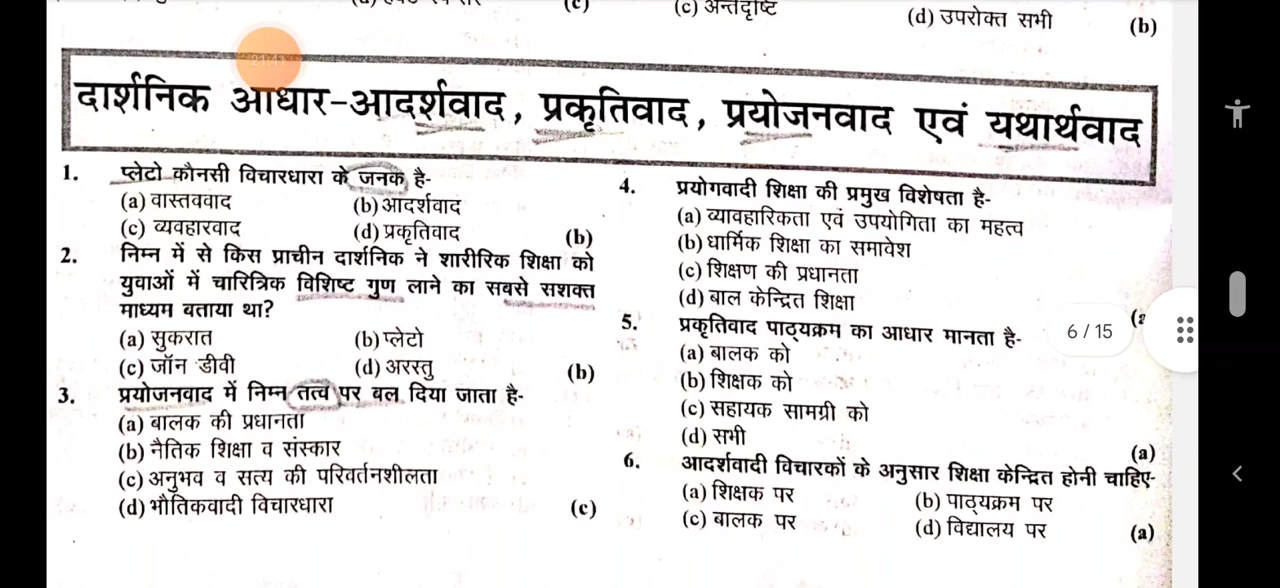 (c)
(c) अन्तदृष्टि
(d) उपरोक्त सभी
(b)
21:41
दार्शनिक आधार-आदर्शवाद, प्रकृतिवाद, प्रयोजनवाद एवं यथार्थवाद
1. प्लेटो कौनसी विचारधारा के जनक है-
(a) वास्तववाद (b) आदर्शवाद
(c) व्यवहारवाद (d) प्रकृतिवाद (b)
2. निम्न में से किस प्राचीन दार्शनिक ने शारीरिक शिक्षा को
युवाओं में चारित्रिक विशिष्ट गुण लाने का सबसे सशक्त
माध्यम बताया था?
(a) सुकरात (b) प्लेटो
(c) जॉन डीवी (d) अरस्तु (b)
3. प्रयोजनवाद में निम्न तत्व पर बल दिया जाता है-
(a) बालक की प्रधानता
(b) नैतिक शिक्षा व संस्कार
(c) अनुभव व सत्य की परिवर्तनशीलता
(d) भौतिकवादी विचारधारा (c)
4. प्रयोगवादी शिक्षा की प्रमुख विशेषता है-
(a) व्यावहारिकता एवं उपयोगिता का महत्व
(b) धार्मिक शिक्षा का समावेश
(c) शिक्षण की प्रधानता
(d) बाल केन्द्रित शिक्षा
5. प्रकृतिवाद पाठ्यक्रम का आधार मानता है-
(a) बालक को
(b) शिक्षक को
(c) सहायक सामग्री को
(d) सभी (a)
6. आदर्शवादी विचारकों के अनुसार शिक्षा केन्द्रित होनी चाहिए-
(a) शिक्षक पर (b) पाठ्यक्रम पर
(c) बालक पर (d) विद्यालय पर (a)
6 / 15